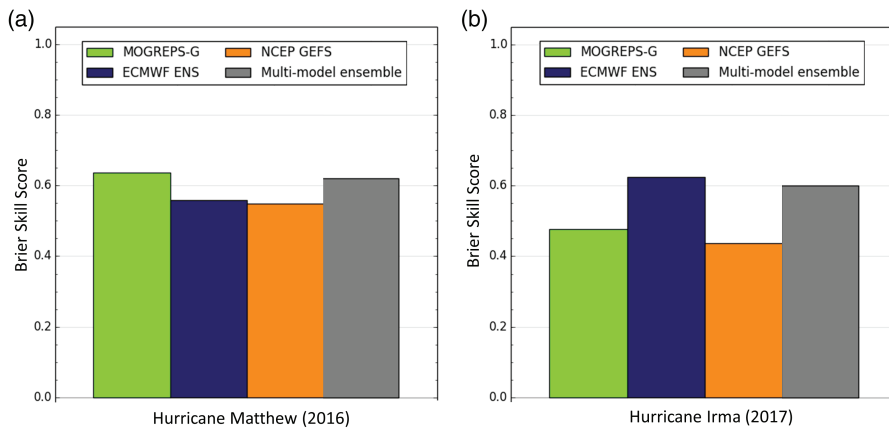 (a)
1.0
0.8
0.6
0.4
0.2
0.0
Brier Skill Score
MOGREPS-G
NCEP GEFS
ECMWF ENS
Multi-model ensemble
Hurricane Matthew (2016)
(b)
1.0
0.8
0.6
0.4
0.2
0.0
Brier Skill Score
MOGREPS-G
NCEP GEFS
ECMWF ENS
Multi-model ensemble
Hurricane Irma (2017)